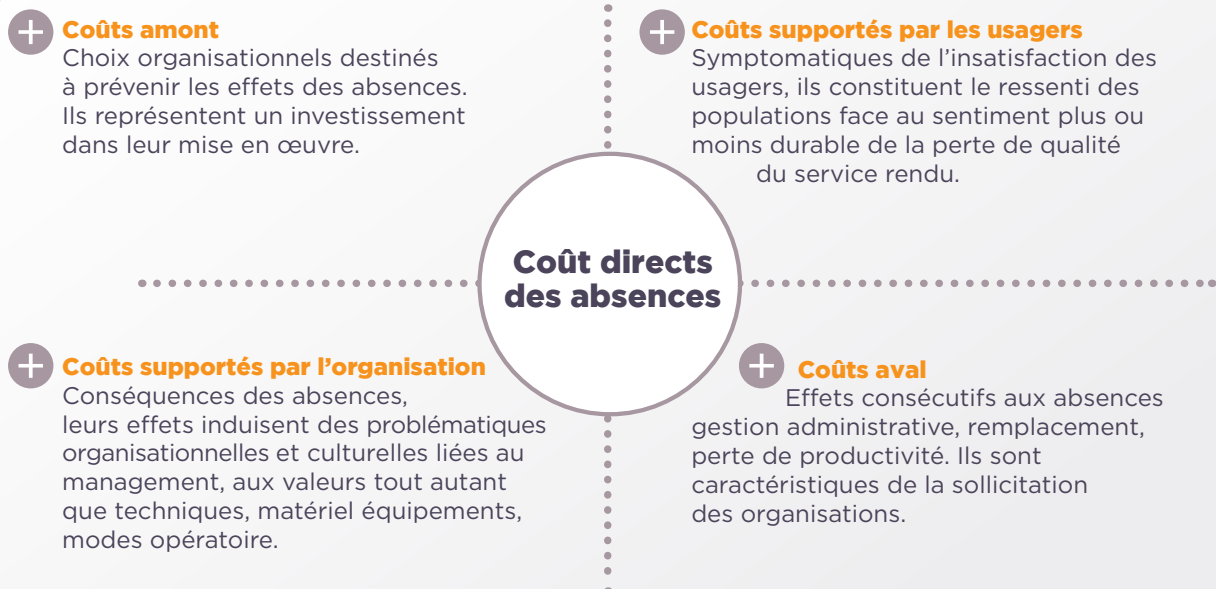 Coûts amont
Choix organisationnels destinés
à prévenir les effets des absences.
Ils représentent un investissement
dans leur mise en œuvre.
Coûts supportés par les usagers
Symptomatiques de l’insatisfaction des
usagers, ils constituent le ressenti des
populations face au sentiment plus ou
moins durable de la perte de qualité
du service rendu.
Coût directs
des absences
Coûts supportés par l’organisation
Conséquences des absences,
leurs effets induisent des problématiques
organisationnelles et culturelles liées au
management, aux valeurs tout autant
que techniques, matériel équipements,
modes opératoire.
Coûts aval
Effets consécutifs aux absences
gestion administrative, remplacement,
perte de productivité. Ils sont
caractéristiques de la sollicitation
des organisations.